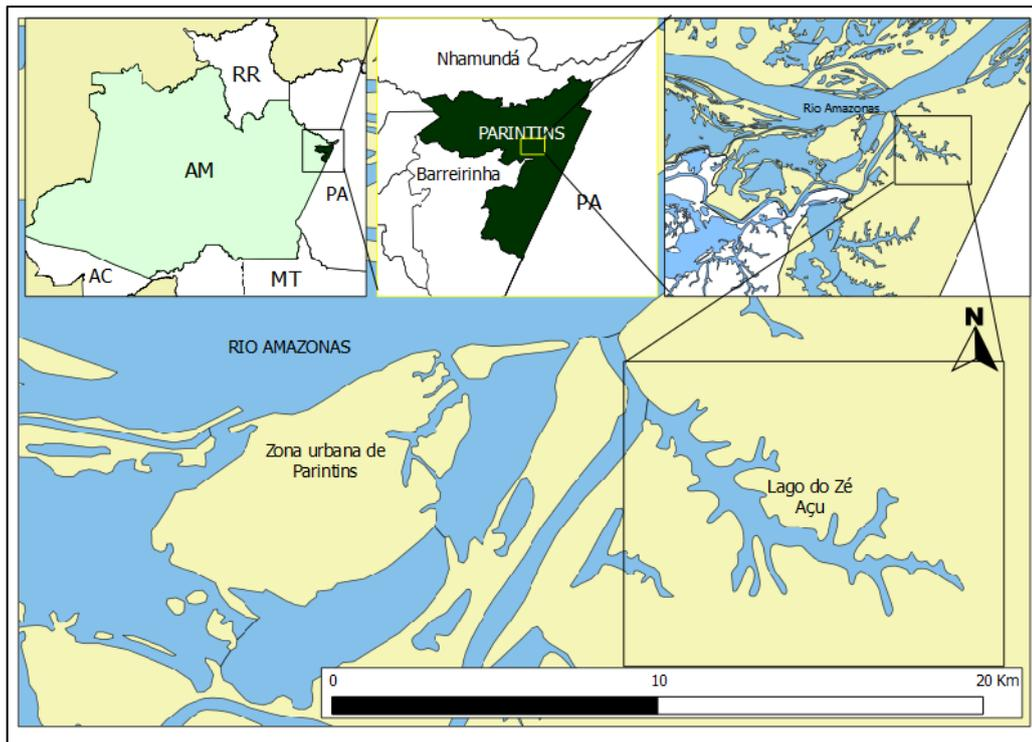 RR
AM
PA
AC
MT
Nhamundá
PARINTINS
Barreirinha
PA
Rio Amazonas
RIO AMAZONAS
N
Zona urbana de
Parintins
Lago do Zé
Açu
0
10
20 Km